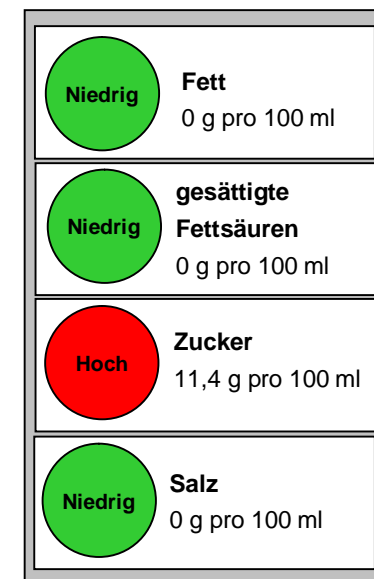 Niedrig
Fett
0 g pro 100 ml
Niedrig
gesättigte
Fettsäuren
0 g pro 100 ml
Hoch
Zucker
11,4 g pro 100 ml
Niedrig
Salz
0 g pro 100 ml